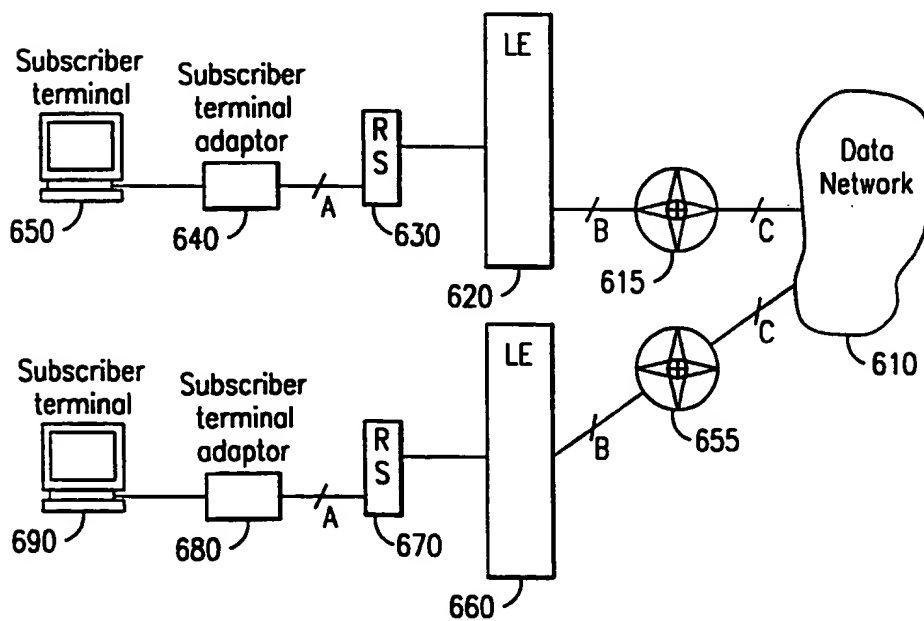 LE
Subscriber
terminal
Subscriber
terminal
adaptor
R
S
Data
Network
A
B
C
650
640
630
620
615
610
LE
Subscriber
terminal
Subscriber
terminal
adaptor
R
S
C
655
B
A
690
680
670
660